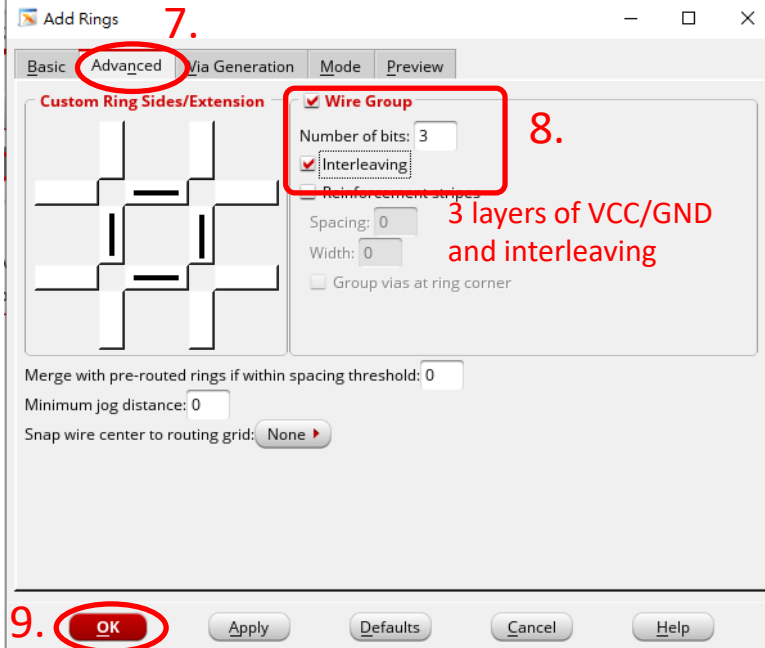 Add Rings
7.
Basic Advanced Via Generation Mode Preview
Custom Ring Sides/Extension
Wire Group
Number of bits: 3
8.
Interleaving
Reinforcement stripes
Spacing: 0
Width: 0
Group vias at ring corner
3 layers of VCC/GND
and interleaving
Merge with pre-routed rings if within spacing threshold: 0
Minimum jog distance: 0
Snap wire center to routing grid: None
9.
OK Apply Defaults Cancel Help